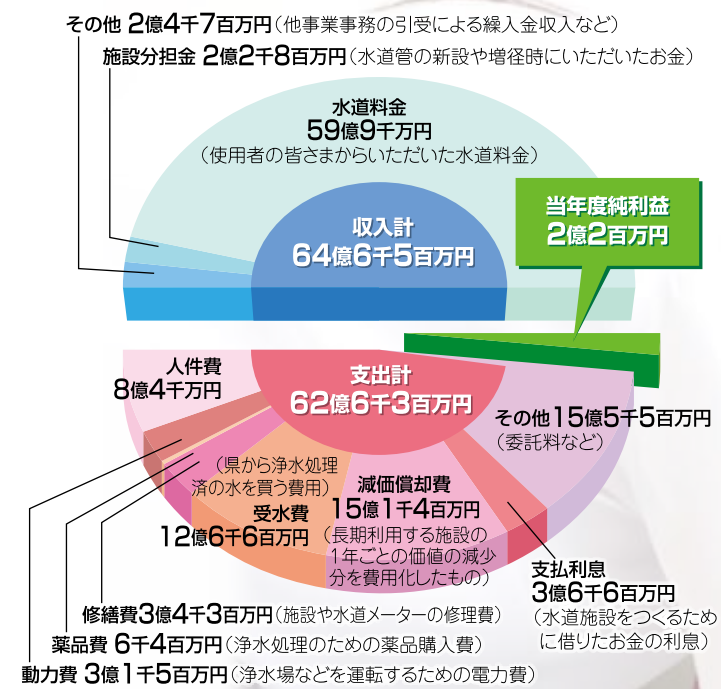 その他 2億4千7百万円(他事業事務の引受による繰入金収入など)
施設分担金 2億2千8百万円(水道管の新設や増径時にいただいたお金)
水道料金
59億9千万円
(使用者の皆さまからいただいた水道料金)
収入計
64億6千5百万円
当年度純利益
2億2百万円
支出計
62億6千3百万円
人件費
8億4千万円
その他15億5千5百万円
(委託料など)
(県から浄水処理
済の水を買う費用)
受水費
12億6千6百万円
減価償却費
15億1千4百万円
(長期利用する施設の
1年ごとの価値の減少
分を費用化したもの)
支払利息
3億6千6百万円
(水道施設をつくるため
に借りたお金の利息)
修繕費3億4千3百万円(施設や水道メーターの修理費)
薬品費 6千4百万円(浄水処理のための薬品購入費)
動力費 3億1千5百万円(浄水場などを運転するための電力費)